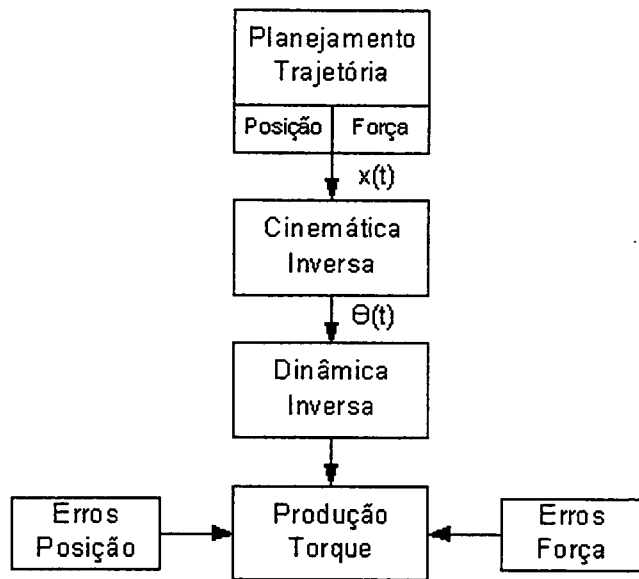 Planejamento
Trajetória
Posição Força
x(t)
Cinemática
Inversa
Θ(t)
Dinâmica
Inversa
Erros
Posição
Produção
Torque
Erros
Força